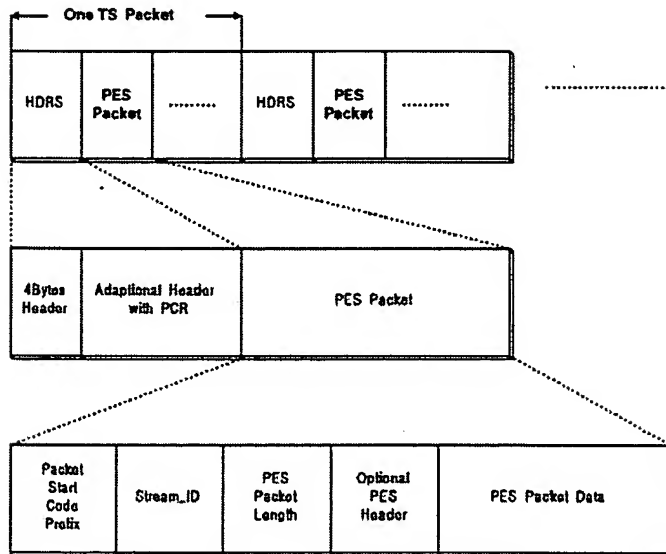 One TS Packet
HDRS
PES
Packet
.........
HDRS
PES
Packet
.........
4Bytes
Header
Adaptional Header
with PCR
PES Packet
Packet
Start
Code
Prefix
Stream_ID
PES
Packet
Length
Optional
PES
Header
PES Packet Data